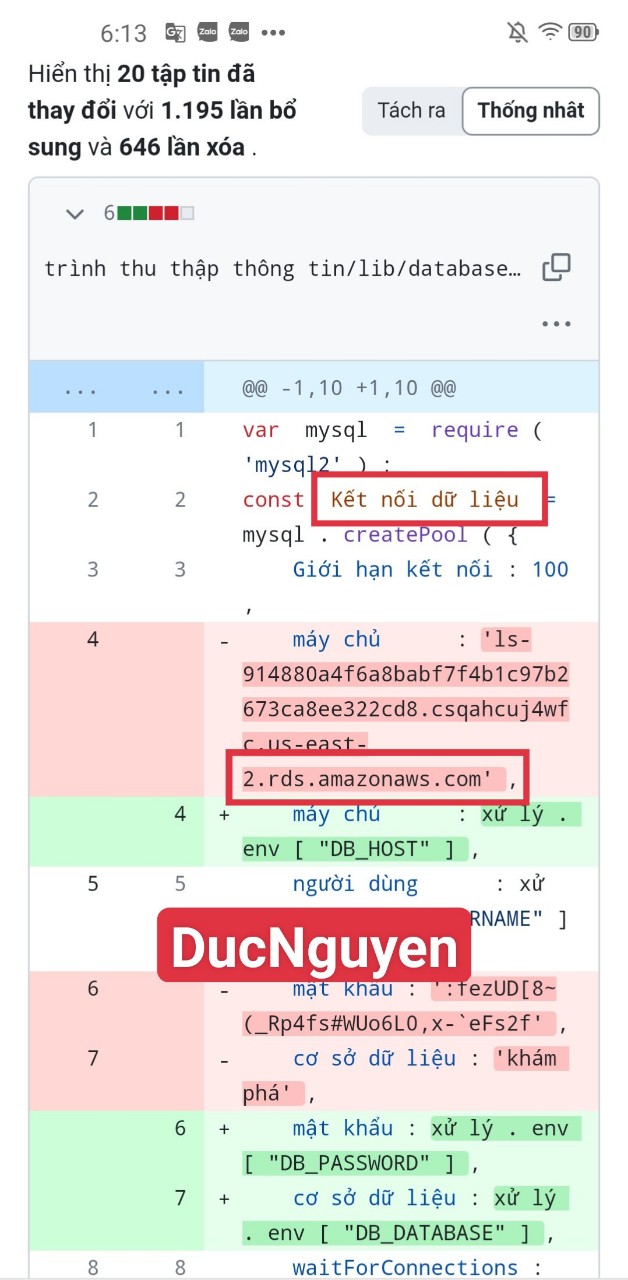 6:13
Zalo
Zalo
90
Hiển thị 20 tập tin đã
thay đổi với 1.195 lần bổ
sung và 646 lần xóa .
Tách ra
Thống nhất
6
trình thu thập thông tin/lib/database…
... ... @@ -1,10 +1,10 @@
1 1 var mysql = require (
'mysql2' ) ;
2 2 const Kết nối dữ liệu =
mysql . createPool ( {
3 3 Giới hạn kết nối : 100
,
4 - máy chủ : 'ls-
914880a4f6a8babf7f4b1c97b2
673ca8ee322cd8.csqahcuj4wf
c.us-east-
2.rds.amazonaws.com' ,
4 + máy chủ : xử lý .
env [ "DB_HOST" ] ,
5 5 người dùng : xử
RNAME" ]
DucNguyen
6 - mật khẩu : ':fezUD[8~
(_Rp4fs#WUo6L0,x-`eFs2f' ,
7 - cơ sở dữ liệu : 'khám
phá' ,
6 + mật khẩu : xử lý . env
[ "DB_PASSWORD" ] ,
7 + cơ sở dữ liệu : xử lý
. env [ "DB_DATABASE" ] ,
8 8 waitForConnections :